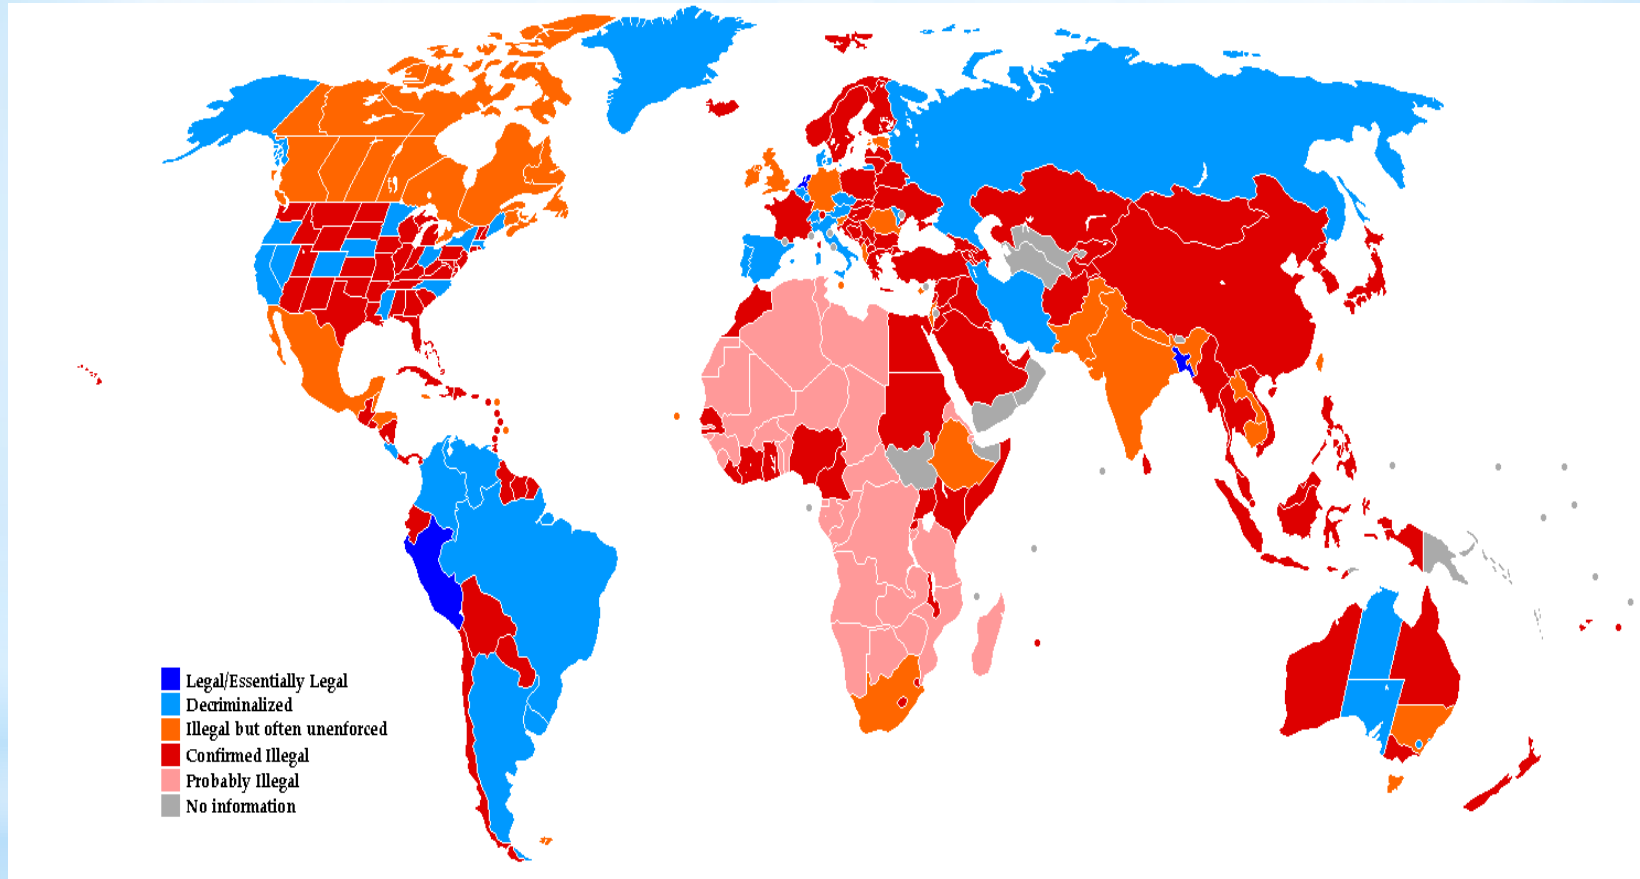 Legal/Essentially Legal
Decriminalized
Illegal but often unenforced
Confirmed Illegal
Probably Illegal
No information